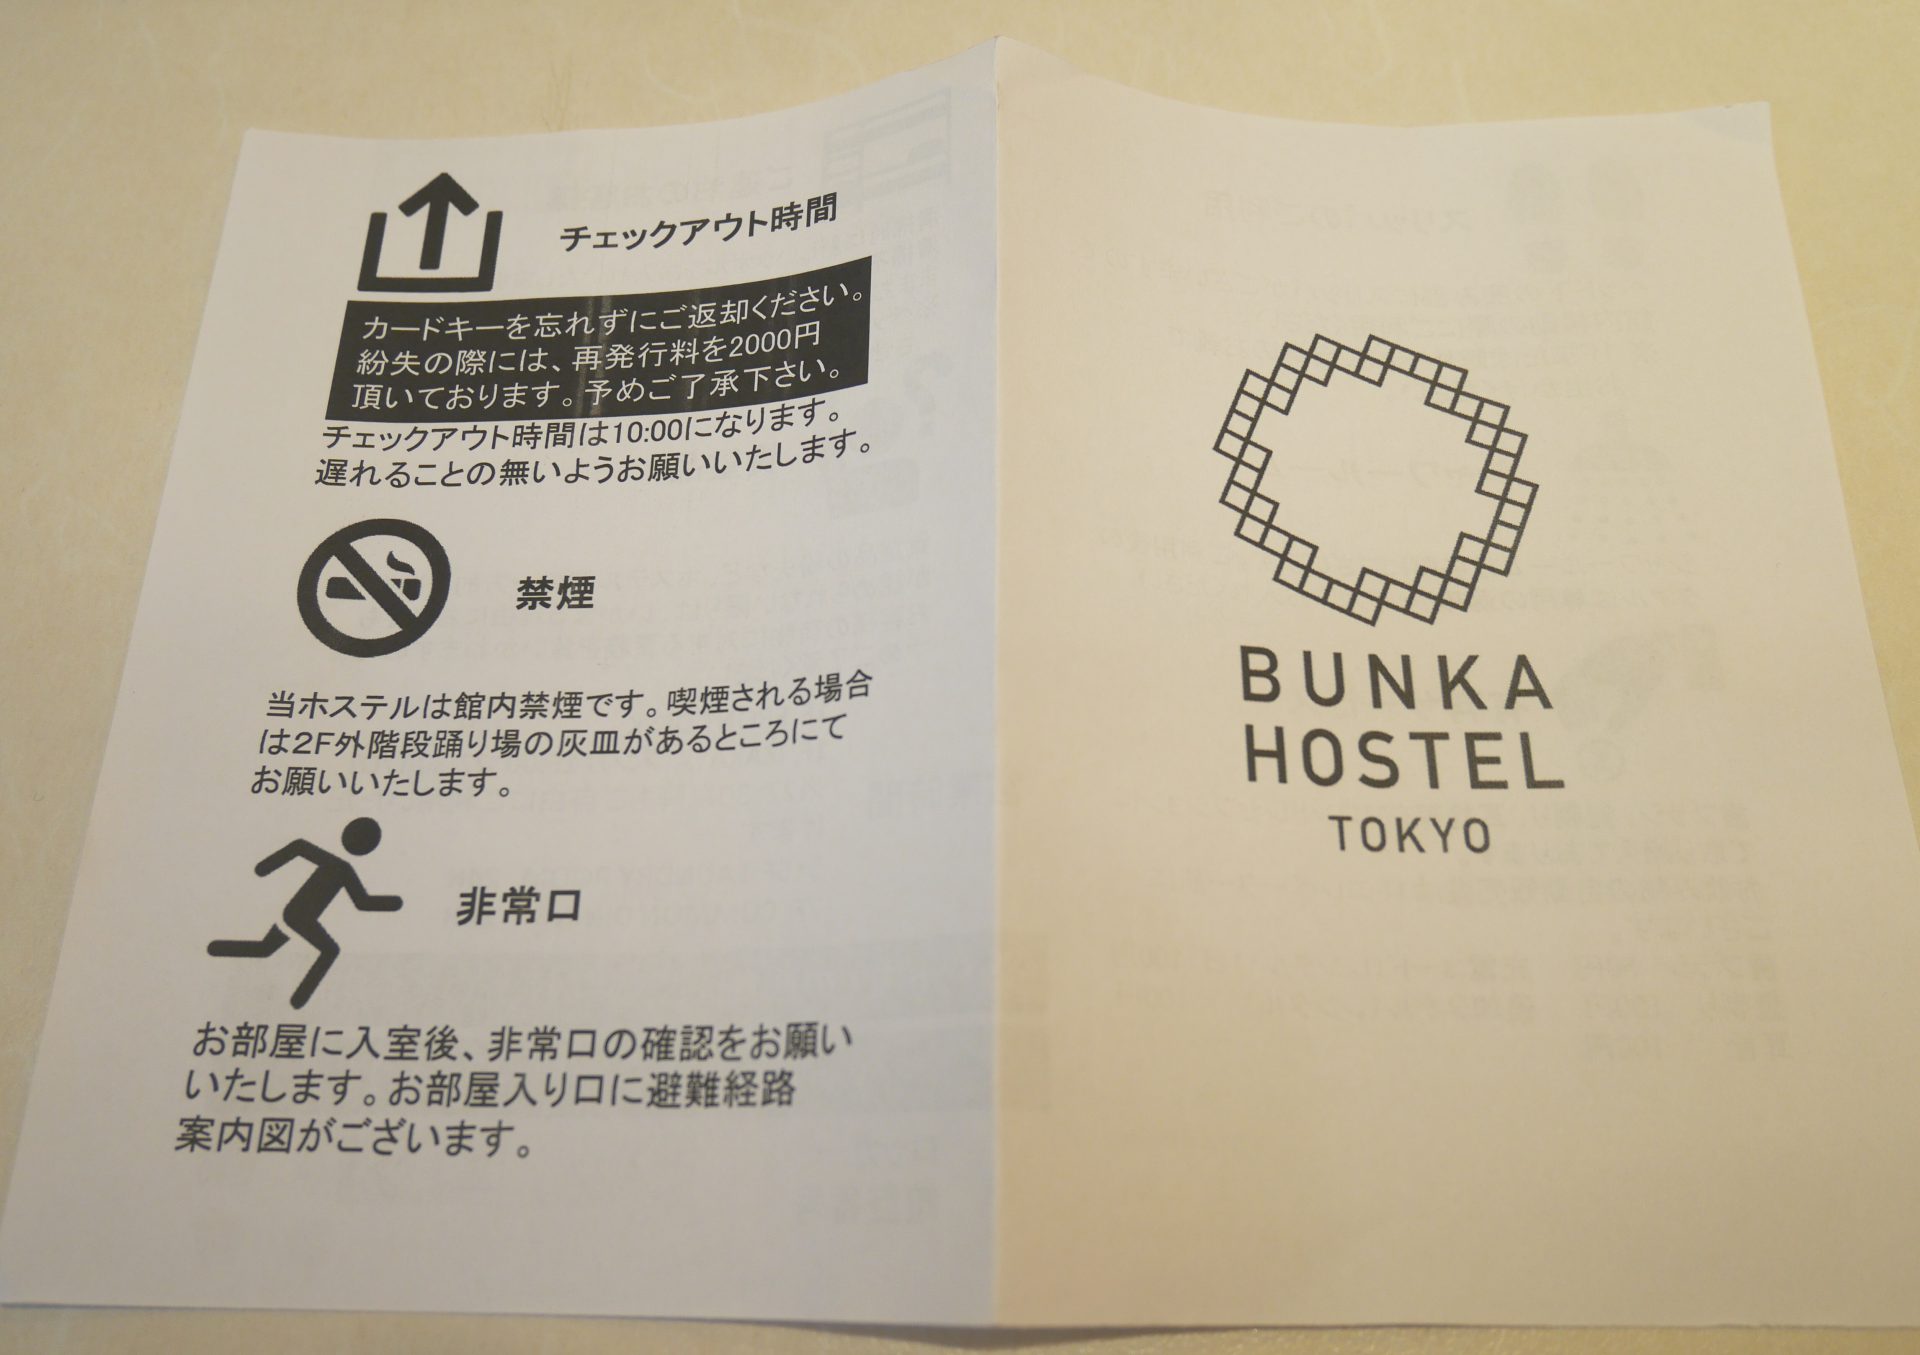 チェックアウト時間
カードキーを忘れずにご返却ください。
紛失の際には、再発行料を2000円
頂いております。予めご了承下さい。
チェックアウト時間は10:00になります。
遅れることの無いようお願いいたします。
禁煙
当ホステルは館内禁煙です。喫煙される場合
は2F外階段踊り場の灰皿があるところにて
お願いいたします。
非常口
お部屋に入室後、非常口の確認をお願い
いたします。お部屋入り口に避難経路
案内図がございます。
BUNKA
HOSTEL
TOKYO